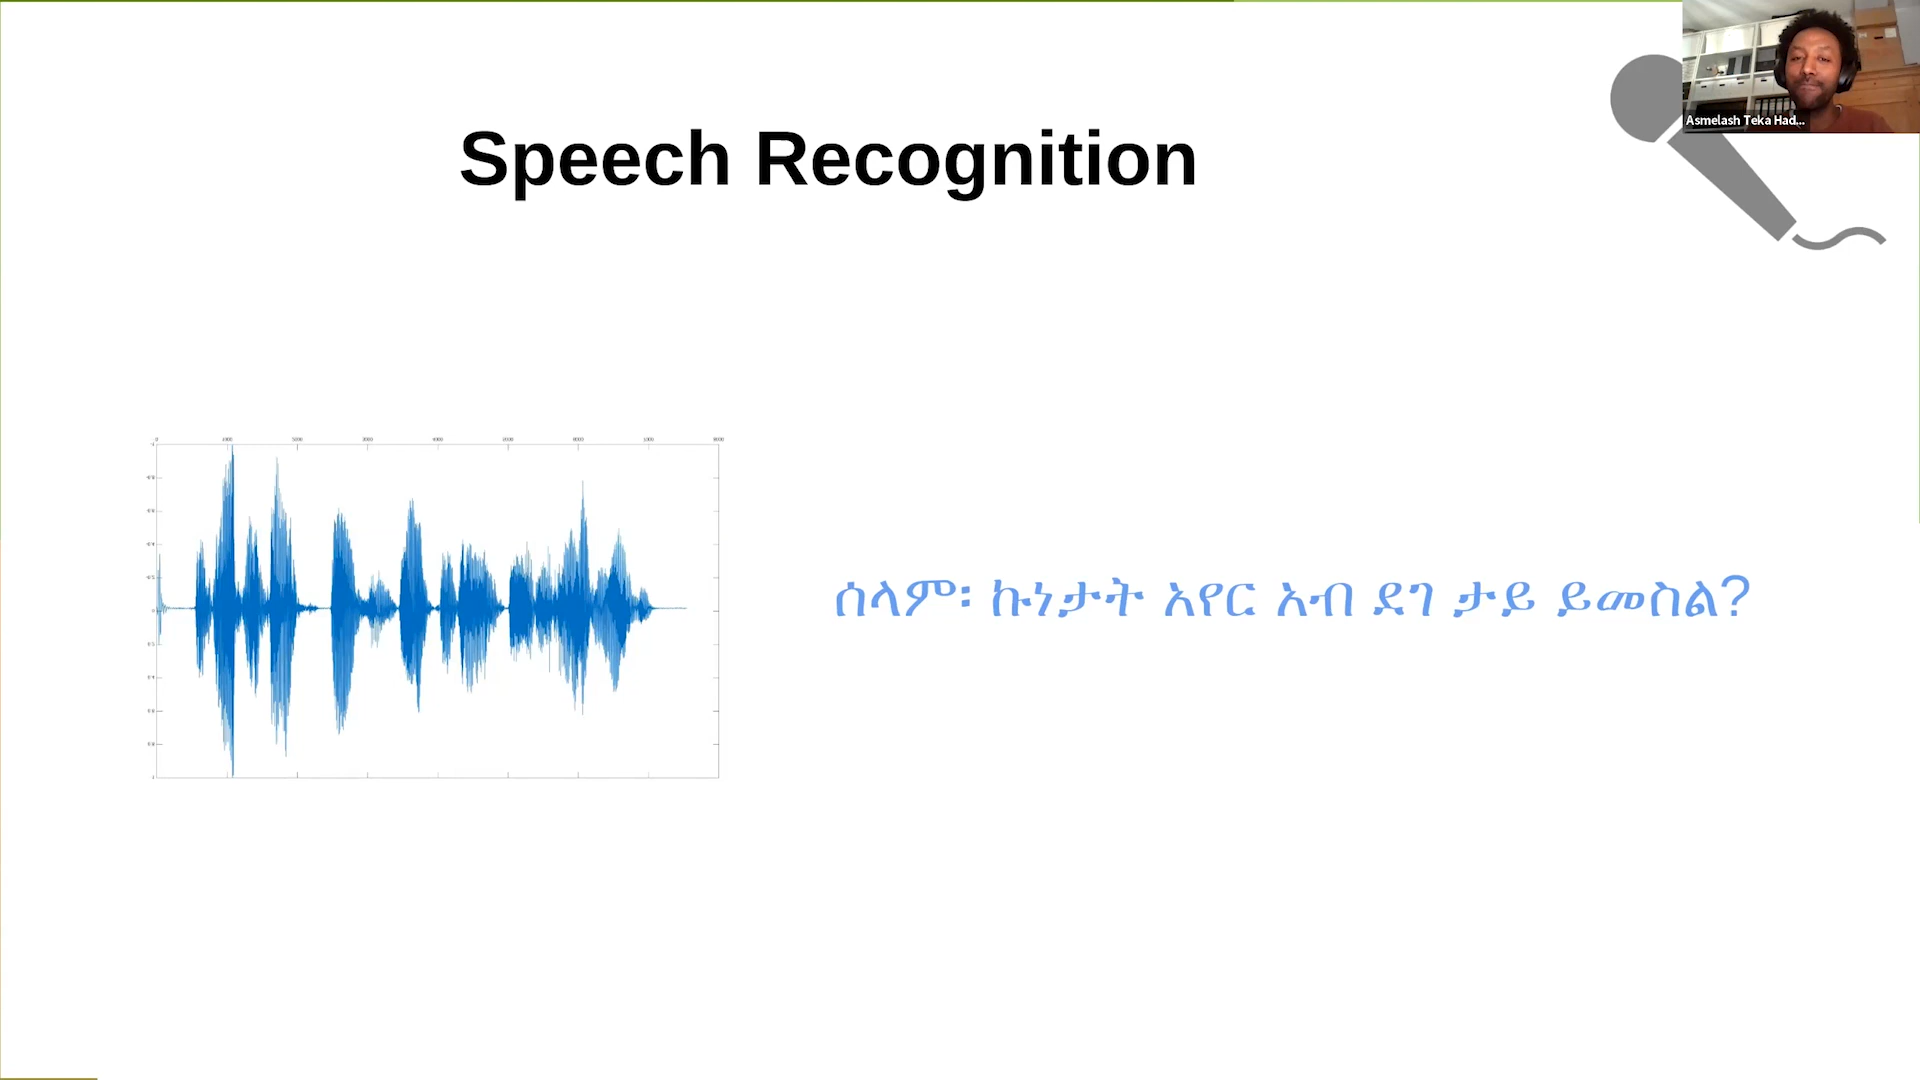 Speech Recognition
Asmelash Teka Had...
ሰላም፡ ኩነታት አየር አብ ደገ ታይ ይመስል?